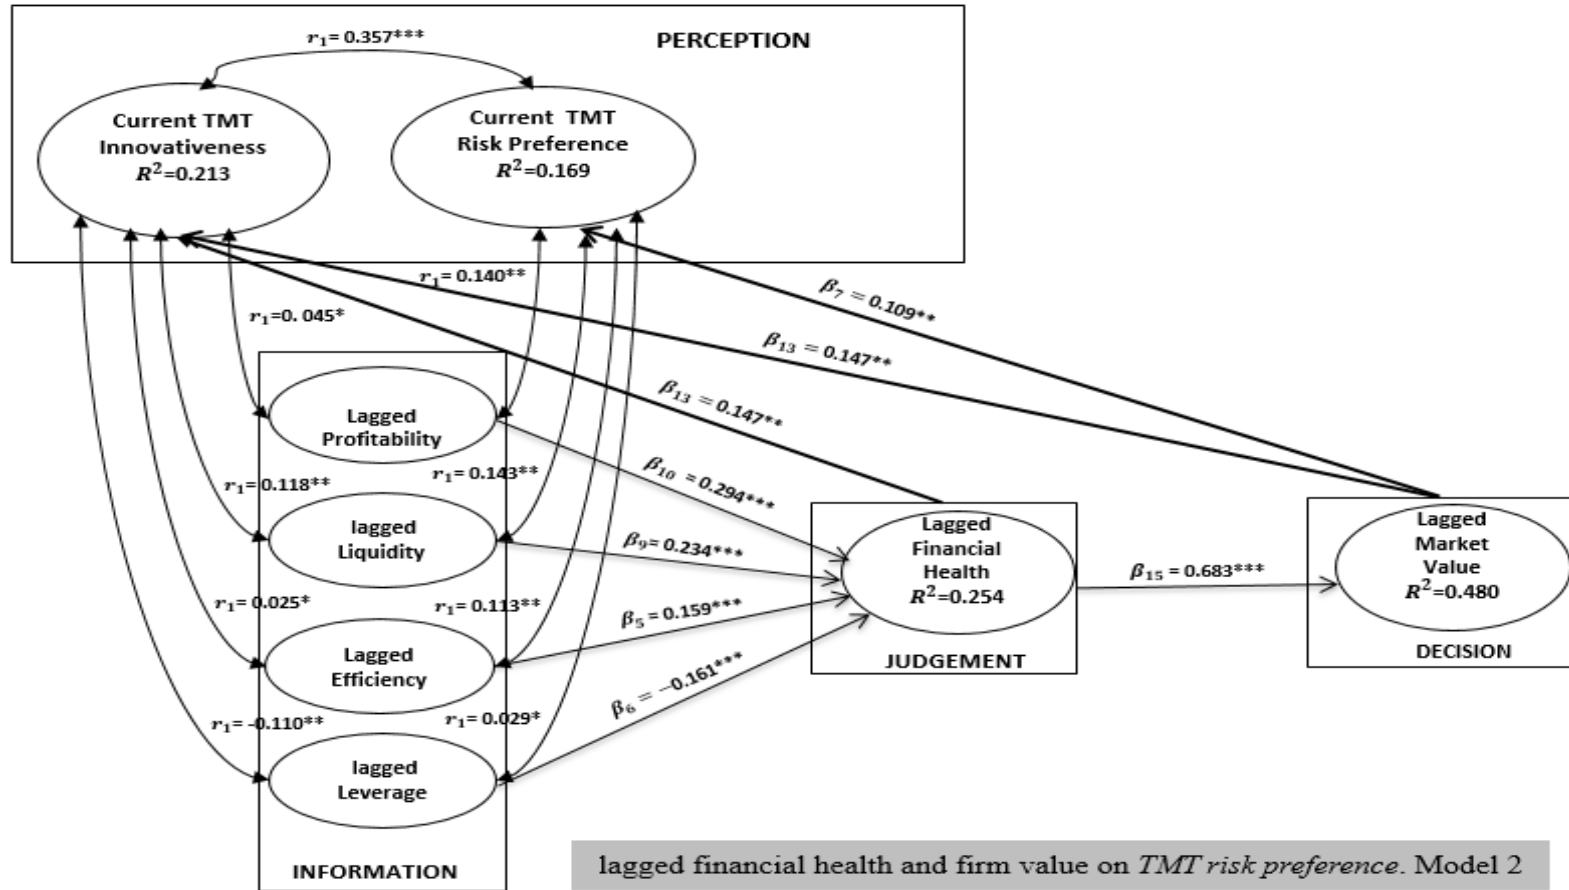 r₁= 0.357***
PERCEPTION
Current TMT
Innovativeness
R²=0.213
Current TMT
Risk Preference
R²=0.169
r₁= 0.140**
r₁=0. 045*
β₇ = 0.109**
β₁₃ = 0.147**
β₁₃ = 0.147**
Lagged
Profitability
r₁= 0.118**
r₁= 0.143**
β₁₀ = 0.294***
lagged
Liquidity
β₉= 0.234***
r₁= 0.025*
r₁= 0.113**
β₅ = 0.159***
Lagged
Efficiency
r₁= -0.110**
r₁= 0.029*
β₆ = −0.161***
lagged
Leverage
INFORMATION
Lagged
Financial
Health
R²=0.254
JUDGEMENT
β₁₅ = 0.683***
Lagged
Market
Value
R²=0.480
DECISION
lagged financial health and firm value on TMT risk preference. Model 2